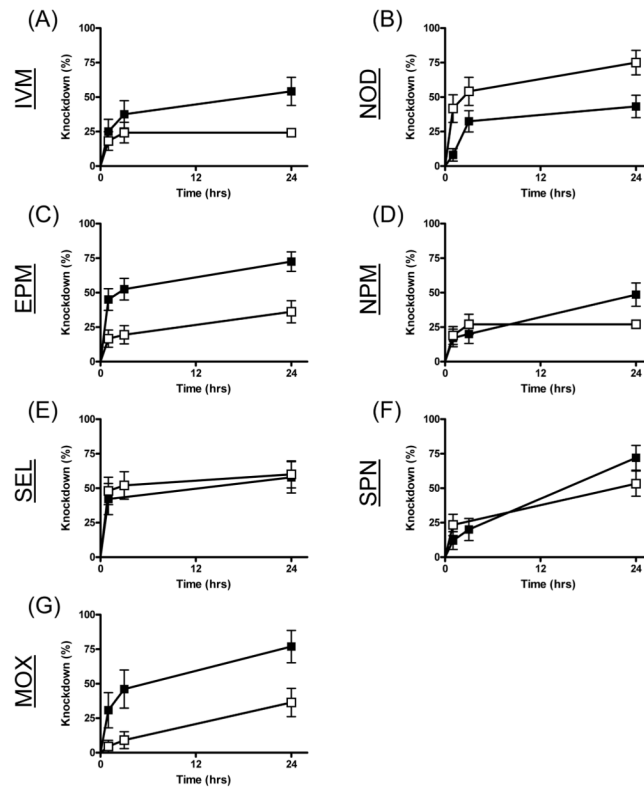 (A)
IVM
Knockdown (%)
100
75
50
25
0
0 12 24
Time (hrs)
(B)
NOD
Knockdown (%)
100
75
50
25
0
0 12 24
Time (hrs)
(C)
EPM
Knockdown (%)
100
75
50
25
0
0 12 24
Time (hrs)
(D)
NPM
Knockdown (%)
100
75
50
25
0
0 12 24
Time (hrs)
(E)
SEL
Knockdown (%)
100
75
50
25
0
0 12 24
Time (hrs)
(F)
SPN
Knockdown (%)
100
75
50
25
0
0 12 24
Time (hrs)
(G)
MOX
Knockdown (%)
100
75
50
25
0
0 12 24
Time (hrs)